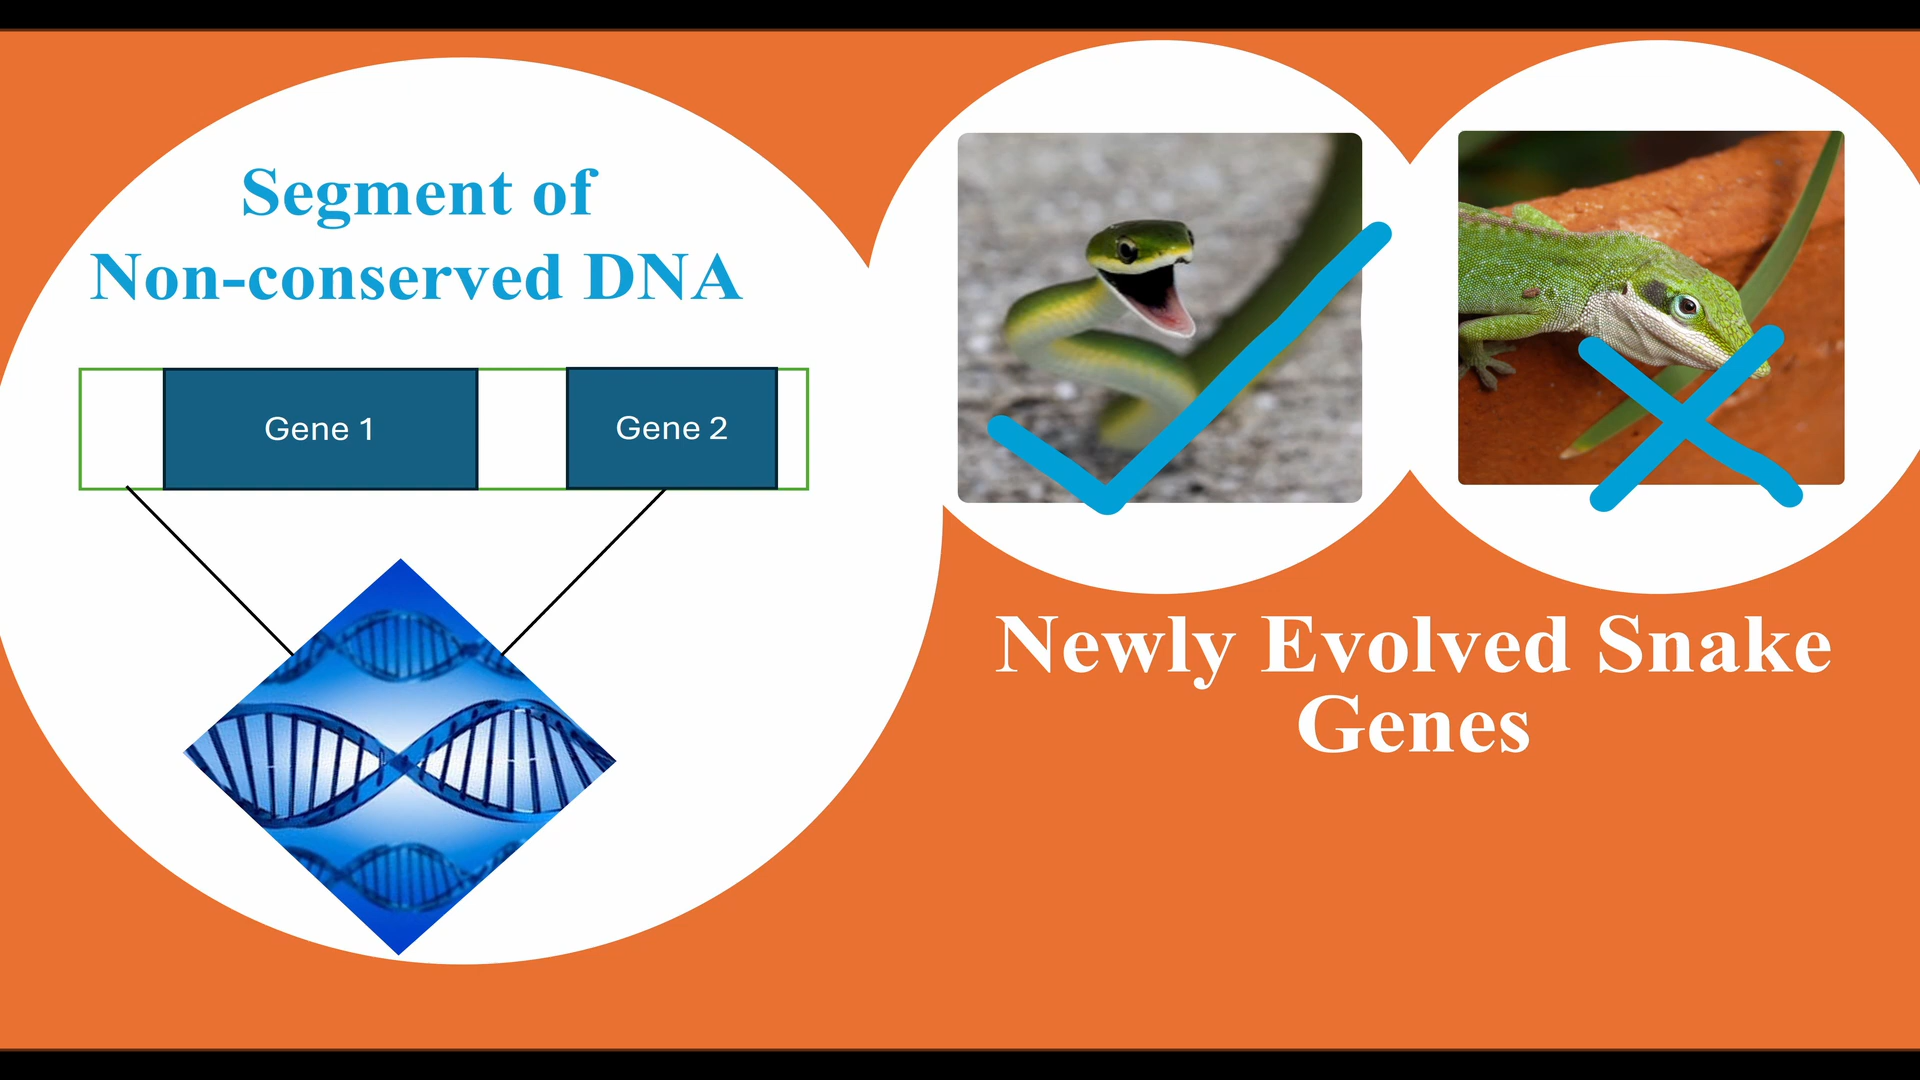 Segment of
Non-conserved DNA
Gene 1
Gene 2
Newly Evolved Snake
Genes